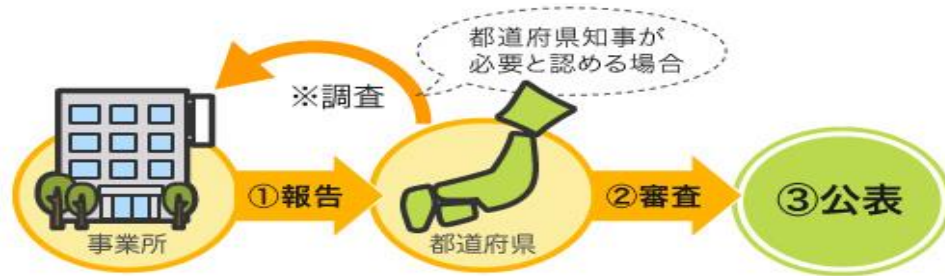 都道府県知事が
必要と認める場合
※調査
①報告
②審査
③公表
事業所
都道府県